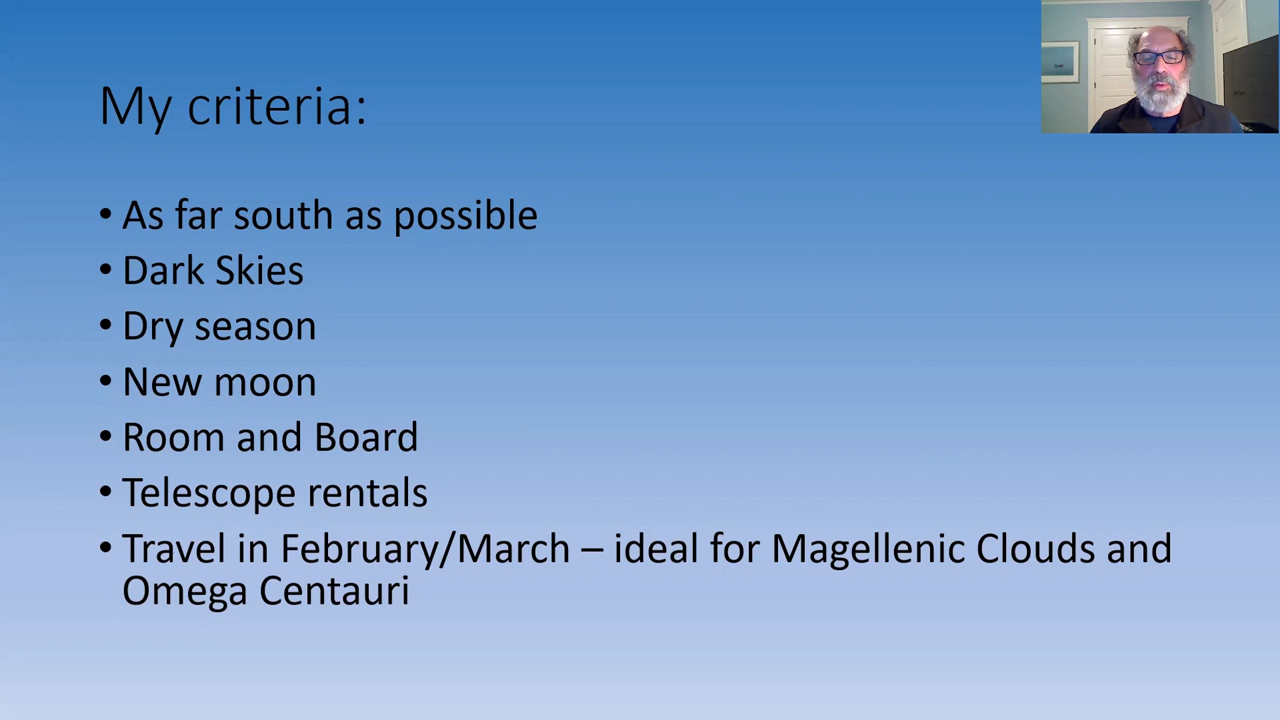 My criteria:
• As far south as possible
• Dark Skies
• Dry season
• New moon
• Room and Board
• Telescope rentals
• Travel in February/March – ideal for Magellenic Clouds and
Omega Centauri